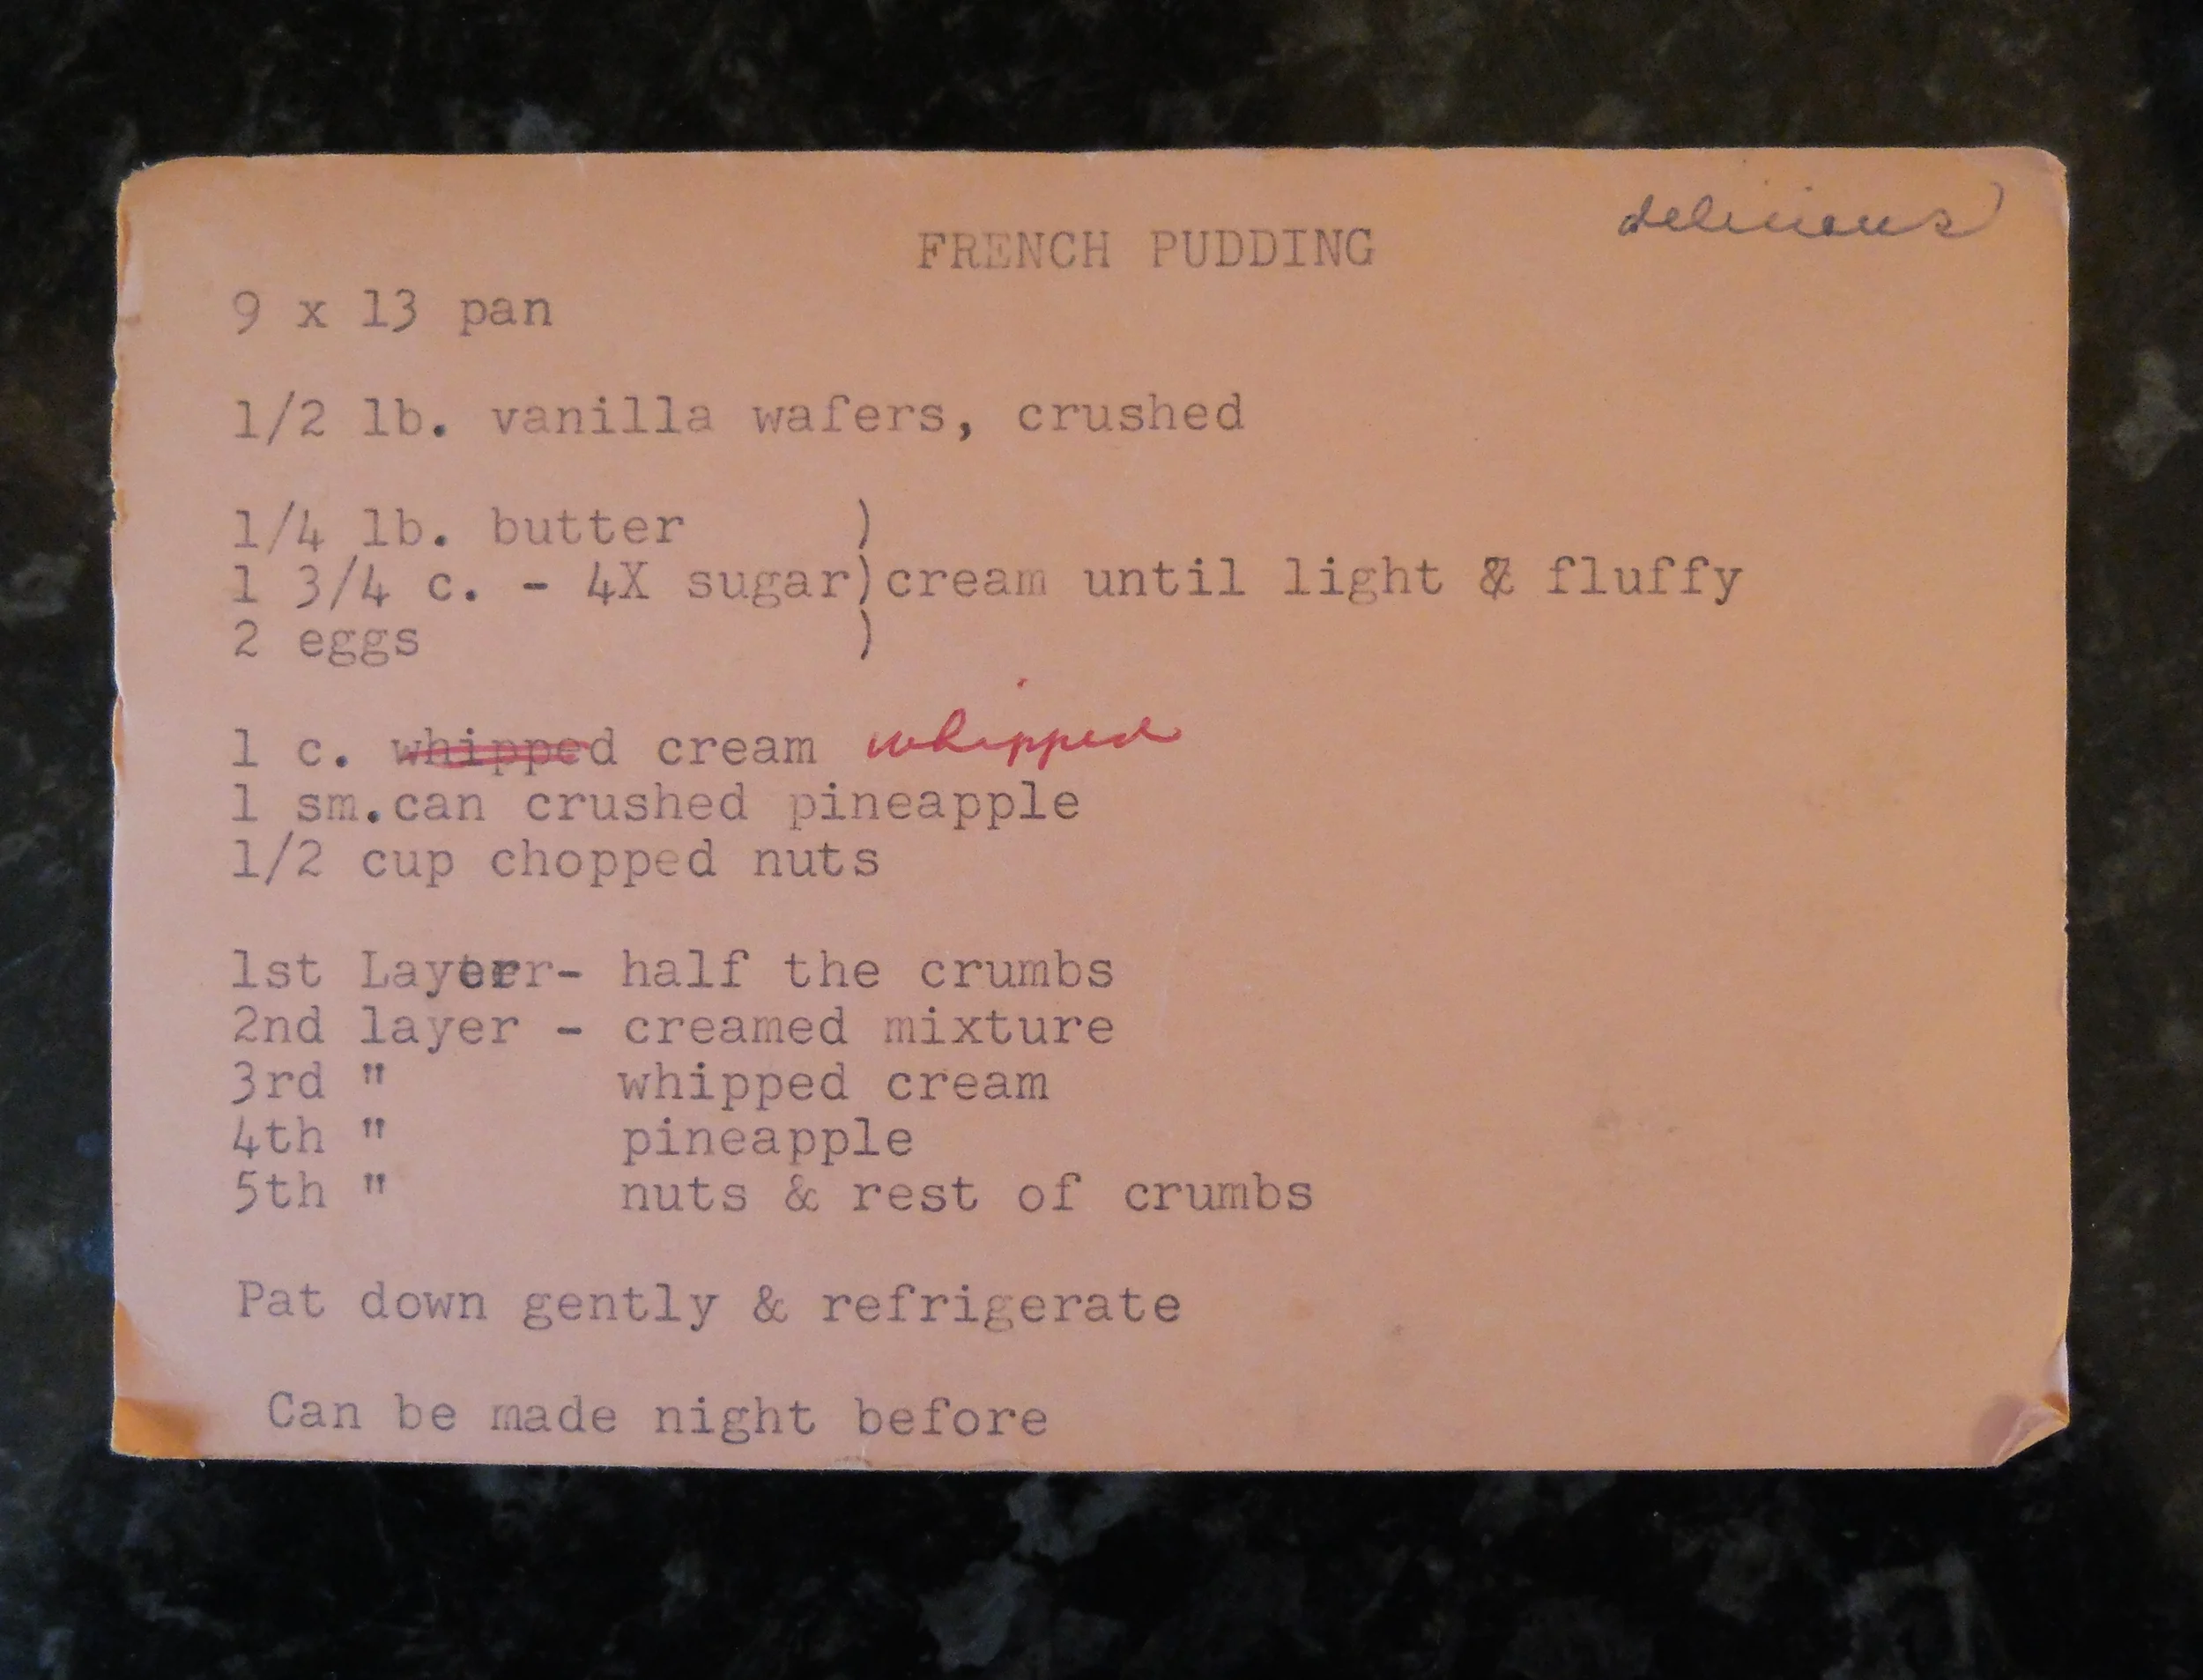 delicious
FRENCH PUDDING
9 x 13 pan
1/2 lb. vanilla wafers, crushed
1/4 lb. butter )
1 3/4 c. - 4X sugar)cream until light & fluffy
2 eggs )
1 c. whipped cream whipped
1 sm.can crushed pineapple
1/2 cup chopped nuts
1st Layerr- half the crumbs
2nd layer - creamed mixture
3rd " whipped cream
4th " pineapple
5th " nuts & rest of crumbs
Pat down gently & refrigerate
Can be made night before